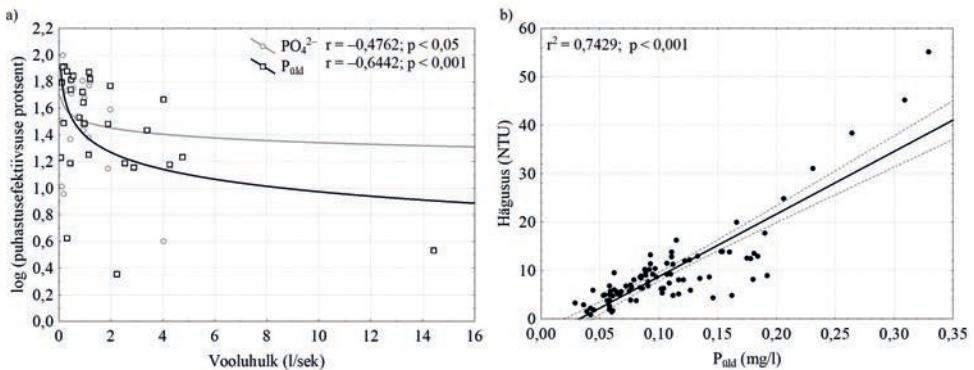 a)
log (puhastusefektiivsuse protsent)
2,2
2,0
1,8
1,6
1,4
1,2
1,0
0,8
0,6
0,4
0,2
0,0
PO₄²⁻ r = –0,4762; p < 0,05
Püld r = –0,6442; p < 0,001
0 2 4 6 8 10 12 14 16
Vooluhulk (l/sek)
b)
Hägusus (NTU)
60
50
40
30
20
10
0
r² = 0,7429; p < 0,001
0,00 0,05 0,10 0,15 0,20 0,25 0,30 0,35
Püld (mg/l)